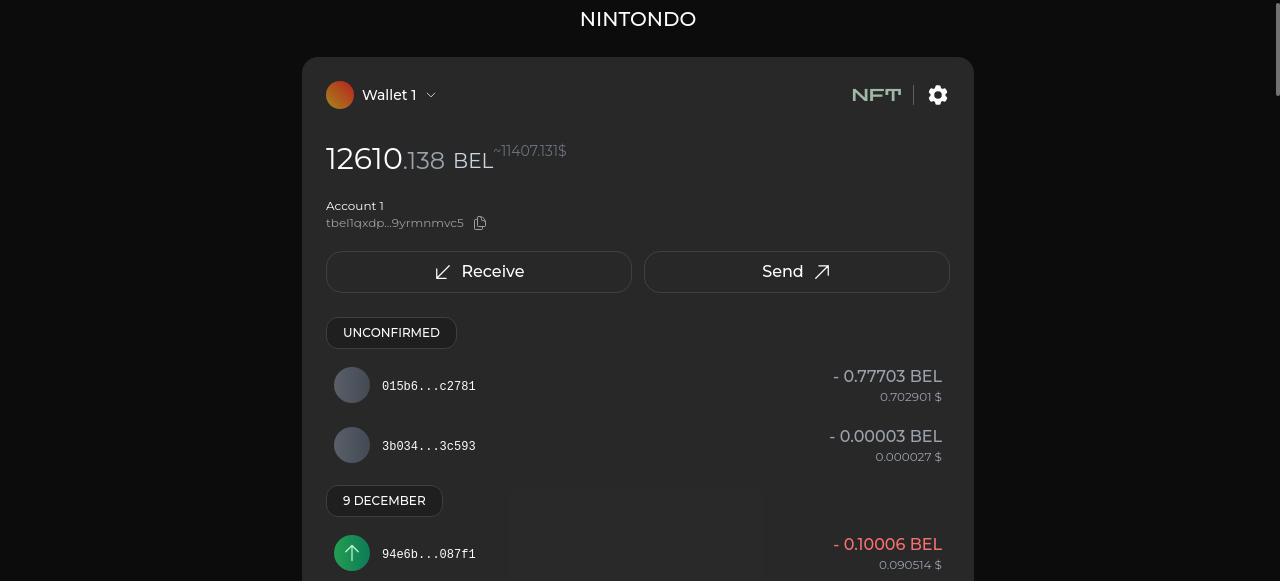 NINTONDO
Wallet 1
NFT
12610.138 BEL ~11407.131$
Account 1
tbel1qxdp...9yrmnmvc5
Receive
Send
UNCONFIRMED
015b6...c2781
- 0.77703 BEL
0.702901 $
3b034...3c593
- 0.00003 BEL
0.000027 $
9 DECEMBER
94e6b...087f1
- 0.10006 BEL
0.090514 $